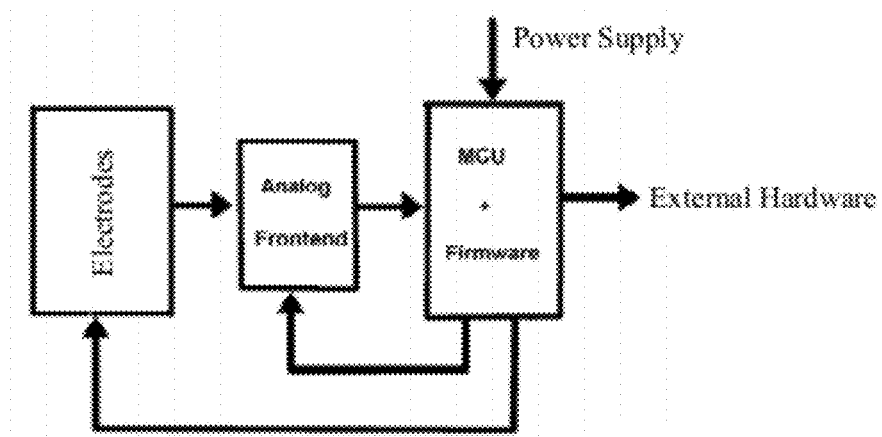 Power Supply
Electrodes
Analog
Frontend
MCU
+
Firmware
External Hardware